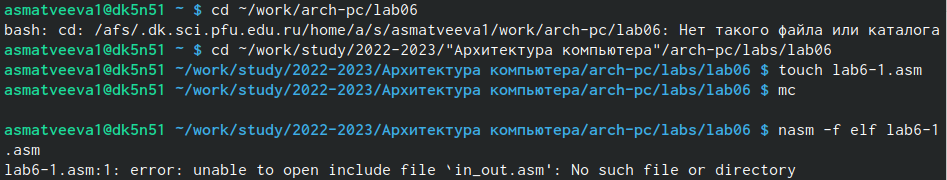 asmatveeva1@dk5n51 ~ $ cd ~/work/arch-pc/lab06
bash: cd: /afs/.dk.sci.pfu.edu.ru/home/a/s/asmatveeva1/work/arch-pc/lab06: Нет такого файла или каталога
asmatveeva1@dk5n51 ~ $ cd ~/work/study/2022-2023/"Архитектура компьютера"/arch-pc/labs/lab06
asmatveeva1@dk5n51 ~/work/study/2022-2023/Архитектура компьютера/arch-pc/labs/lab06 $ touch lab6-1.asm
asmatveeva1@dk5n51 ~/work/study/2022-2023/Архитектура компьютера/arch-pc/labs/lab06 $ mc
asmatveeva1@dk5n51 ~/work/study/2022-2023/Архитектура компьютера/arch-pc/labs/lab06 $ nasm -f elf lab6-1
.asm
lab6-1.asm:1: error: unable to open include file `in_out.asm': No such file or directory